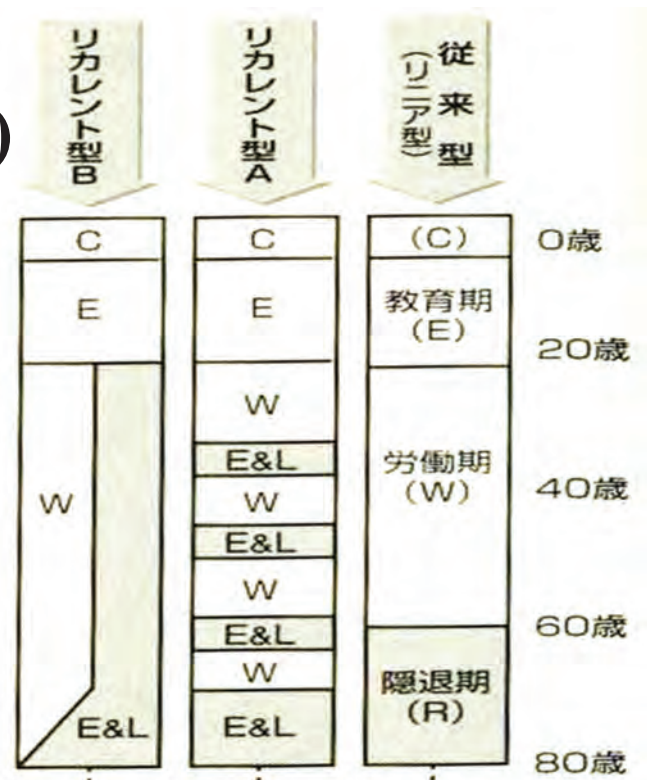 従来型
(リニア型)
リカレント型A
リカレント型B
(C)
教育期
(E)
労働期
(W)
隠退期
(R)
C
E
W
E&L
W
E&L
W
E&L
W
E&L
C
E
W
E&L
0歳
20歳
40歳
60歳
80歳